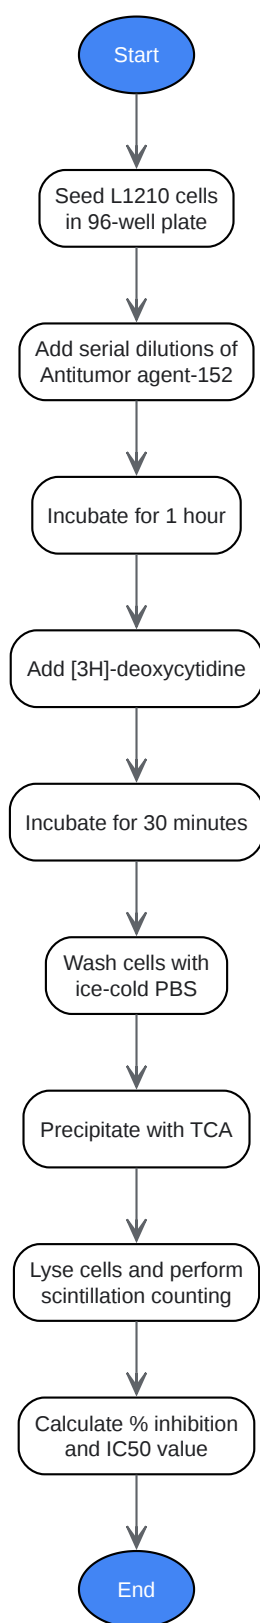 Start
Seed L1210 cells
in 96-well plate
Add serial dilutions of
Antitumor agent-152
Incubate for 1 hour
Add [3H]-deoxycytidine
Incubate for 30 minutes
Wash cells with
ice-cold PBS
Precipitate with TCA
Lyse cells and perform
scintillation counting
Calculate % inhibition
and IC50 value
End